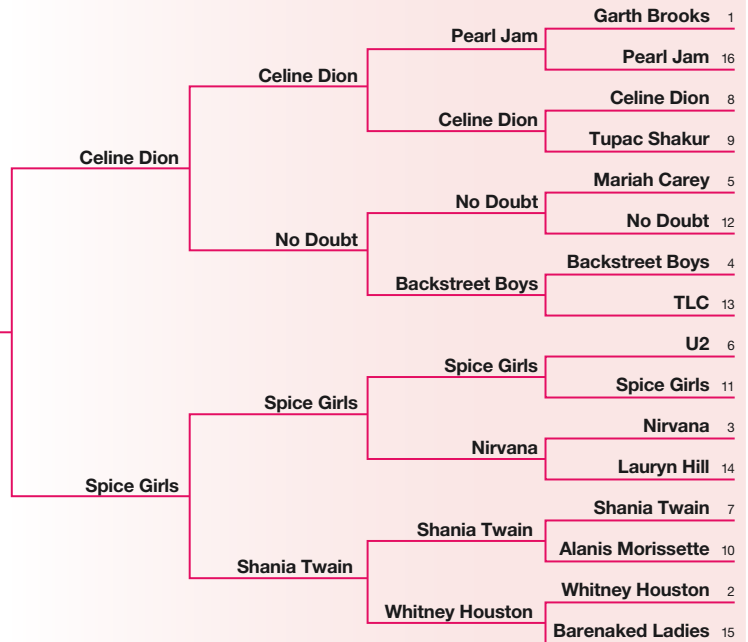 Garth Brooks 1
Pearl Jam
Pearl Jam 16
Celine Dion
Celine Dion 8
Celine Dion
Tupac Shakur 9
Celine Dion
Mariah Carey 5
No Doubt
No Doubt 12
No Doubt
Backstreet Boys 4
Backstreet Boys
TLC 13
U2 6
Spice Girls
Spice Girls 11
Spice Girls
Nirvana 3
Nirvana
Lauryn Hill 14
Spice Girls
Shania Twain 7
Shania Twain
Alanis Morissette 10
Shania Twain
Whitney Houston 2
Whitney Houston
Barenaked Ladies 15